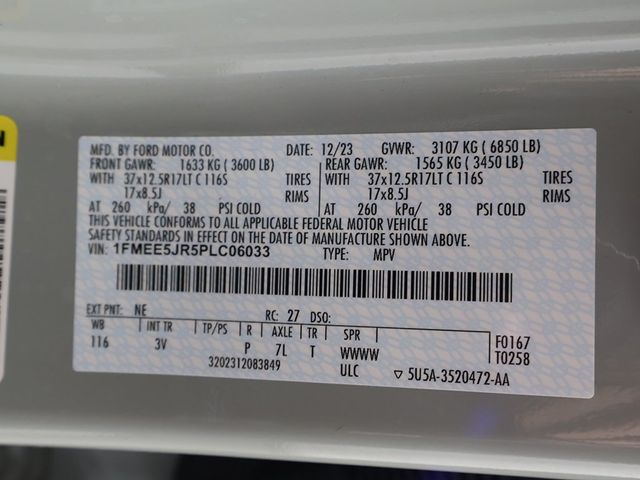 MFD. BY FORD MOTOR CO. DATE: 12/23 GVWR: 3107 KG ( 6850 LB)
FRONT GAWR: 1633 KG ( 3600 LB) REAR GAWR: 1565 KG ( 3450 LB)
WITH 37x12.5R17LT C 116S TIRES WITH 37x12.5R17LT C 116S TIRES
17x8.5J RIMS 17x8.5J RIMS
AT 260 kPa/ 38 PSI COLD AT 260 kPa/ 38 PSI COLD
THIS VEHICLE CONFORMS TO ALL APPLICABLE FEDERAL MOTOR VEHICLE
SAFETY STANDARDS IN EFFECT ON THE DATE OF MANUFACTURE SHOWN ABOVE.
VIN: 1FMEE5JR5PLC06033 TYPE: MPV
EXT PNT: NE RC: 27 DSO:
WB INT TR TP/PS R AXLE TR SPR F0167
116 3V P 7L T WWWW T0258
3202312083849 ULC ▽ 5U5A-3520472-AA